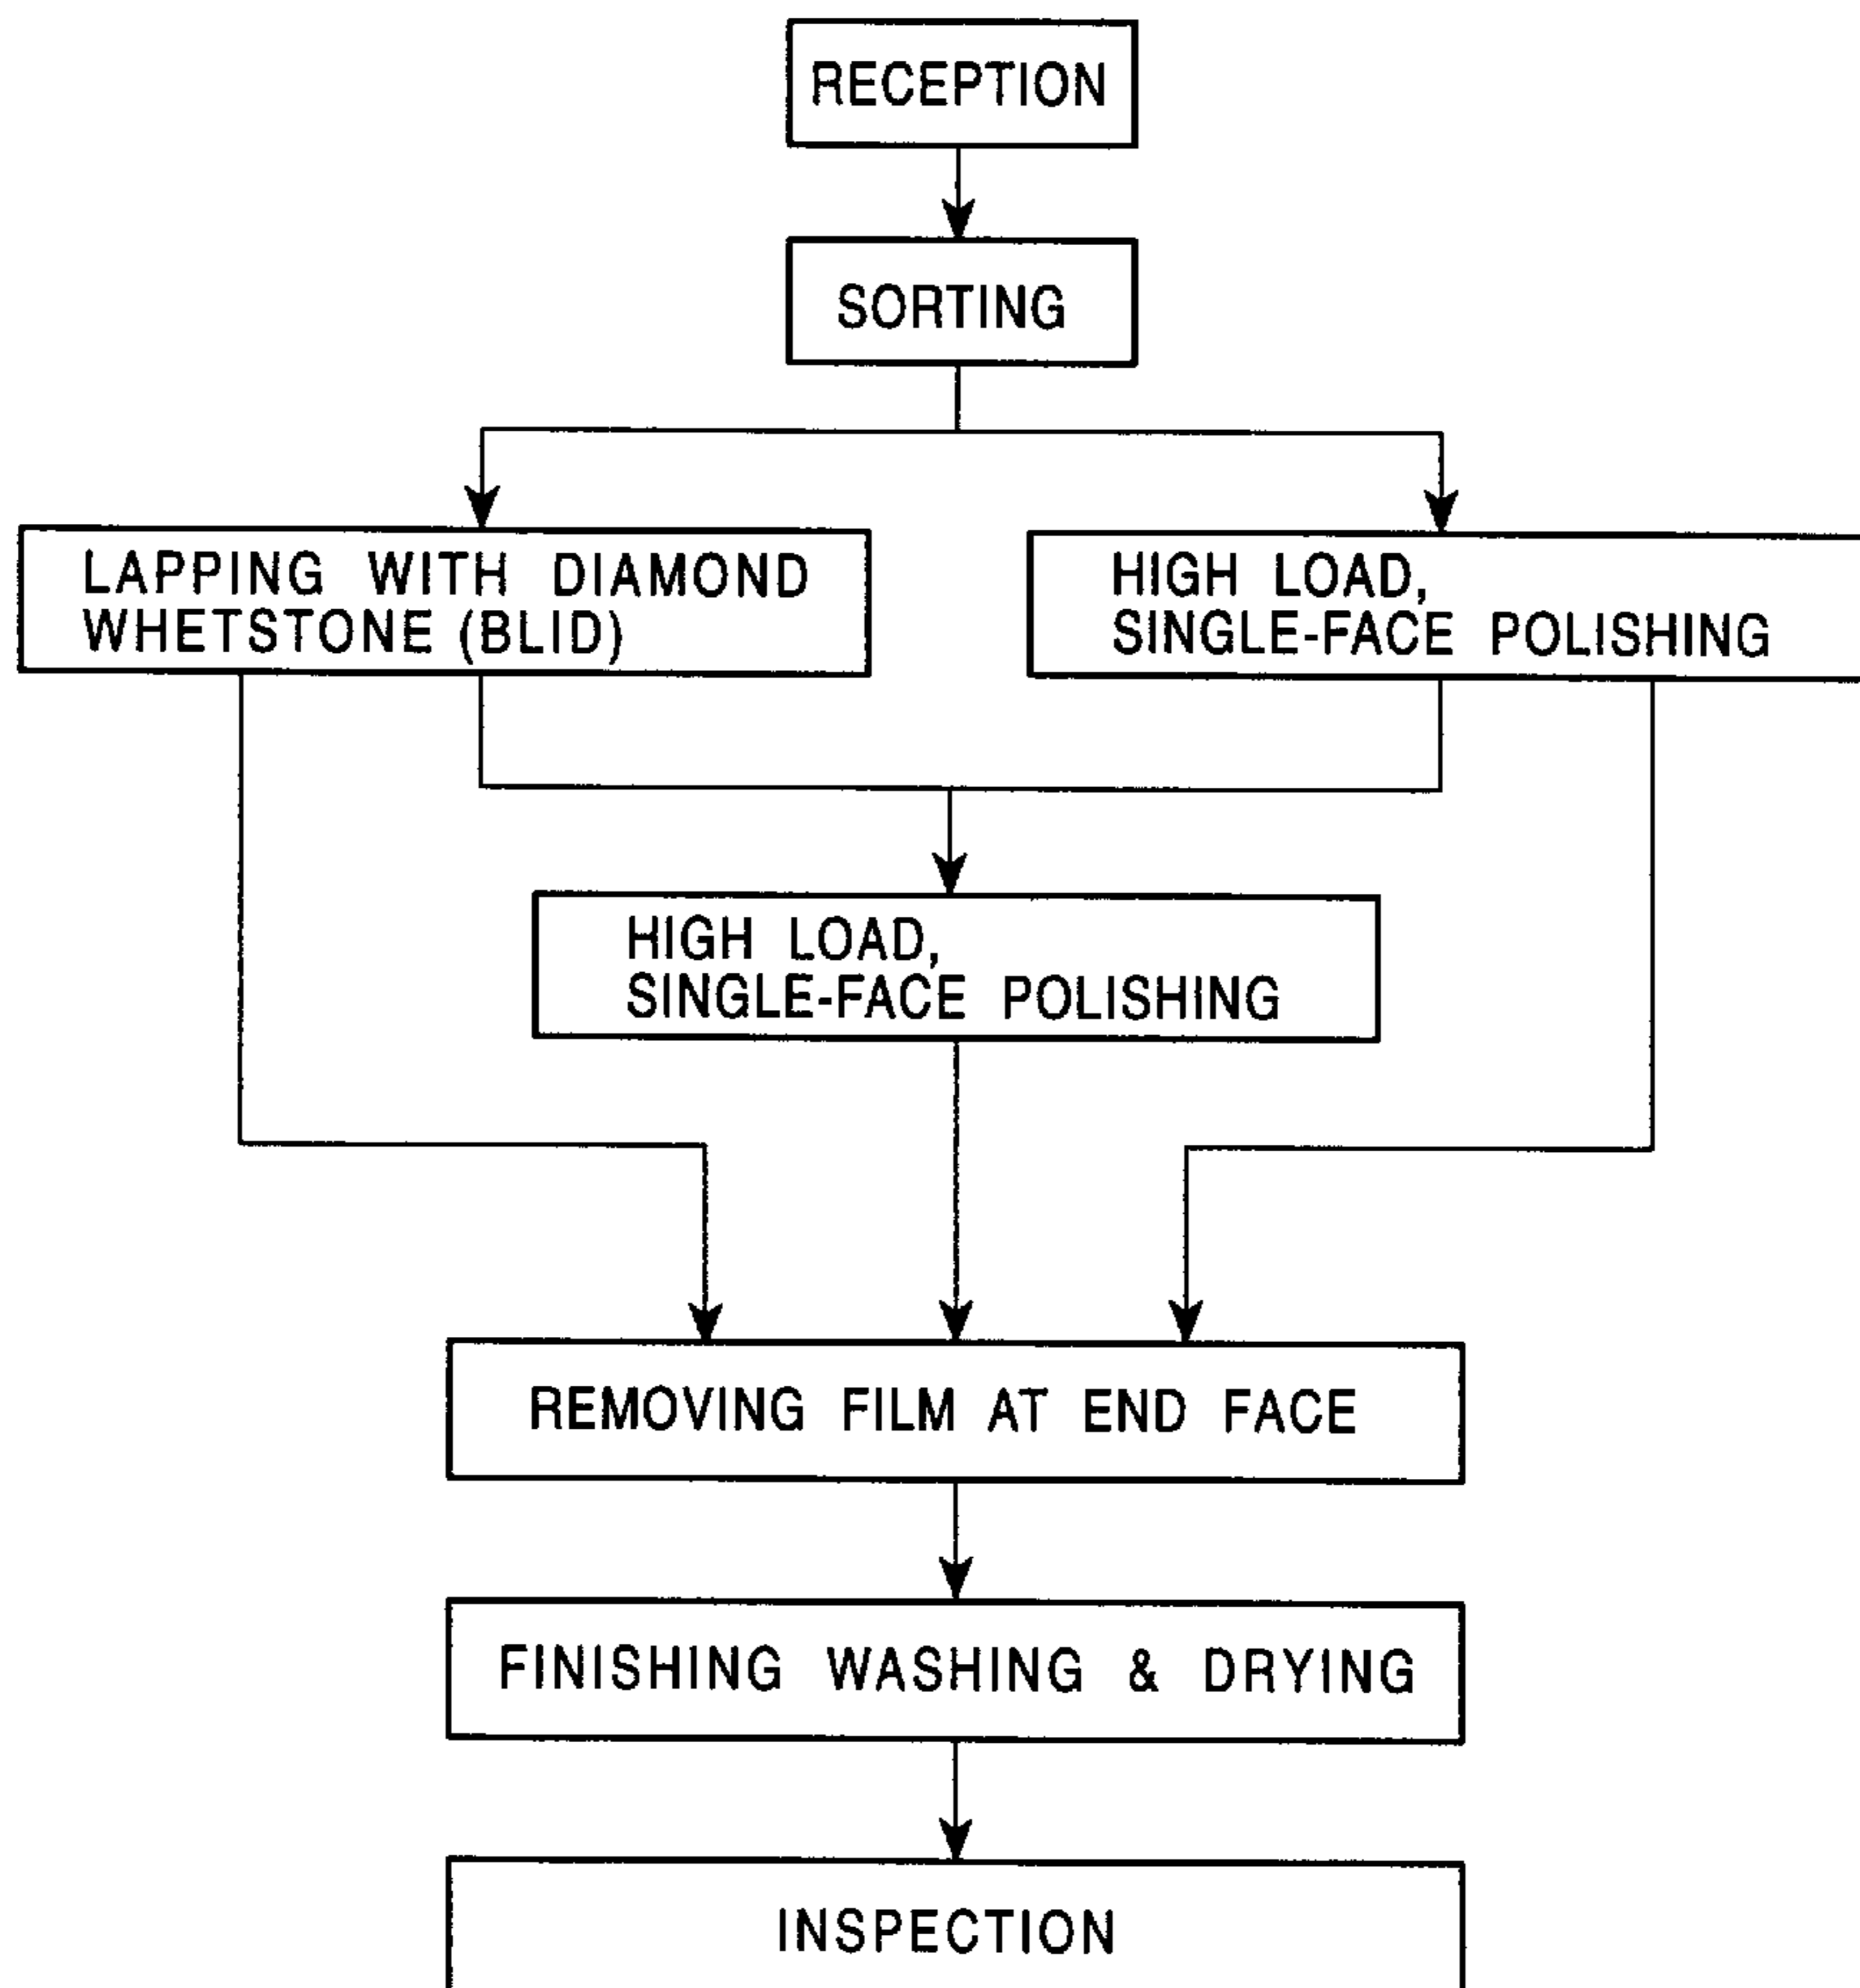 RECEPTION
SORTING
LAPPING WITH DIAMOND
WHETSTONE (BLID)
HIGH LOAD,
SINGLE-FACE POLISHING
HIGH LOAD,
SINGLE-FACE POLISHING
REMOVING FILM AT END FACE
FINISHING WASHING & DRYING
INSPECTION